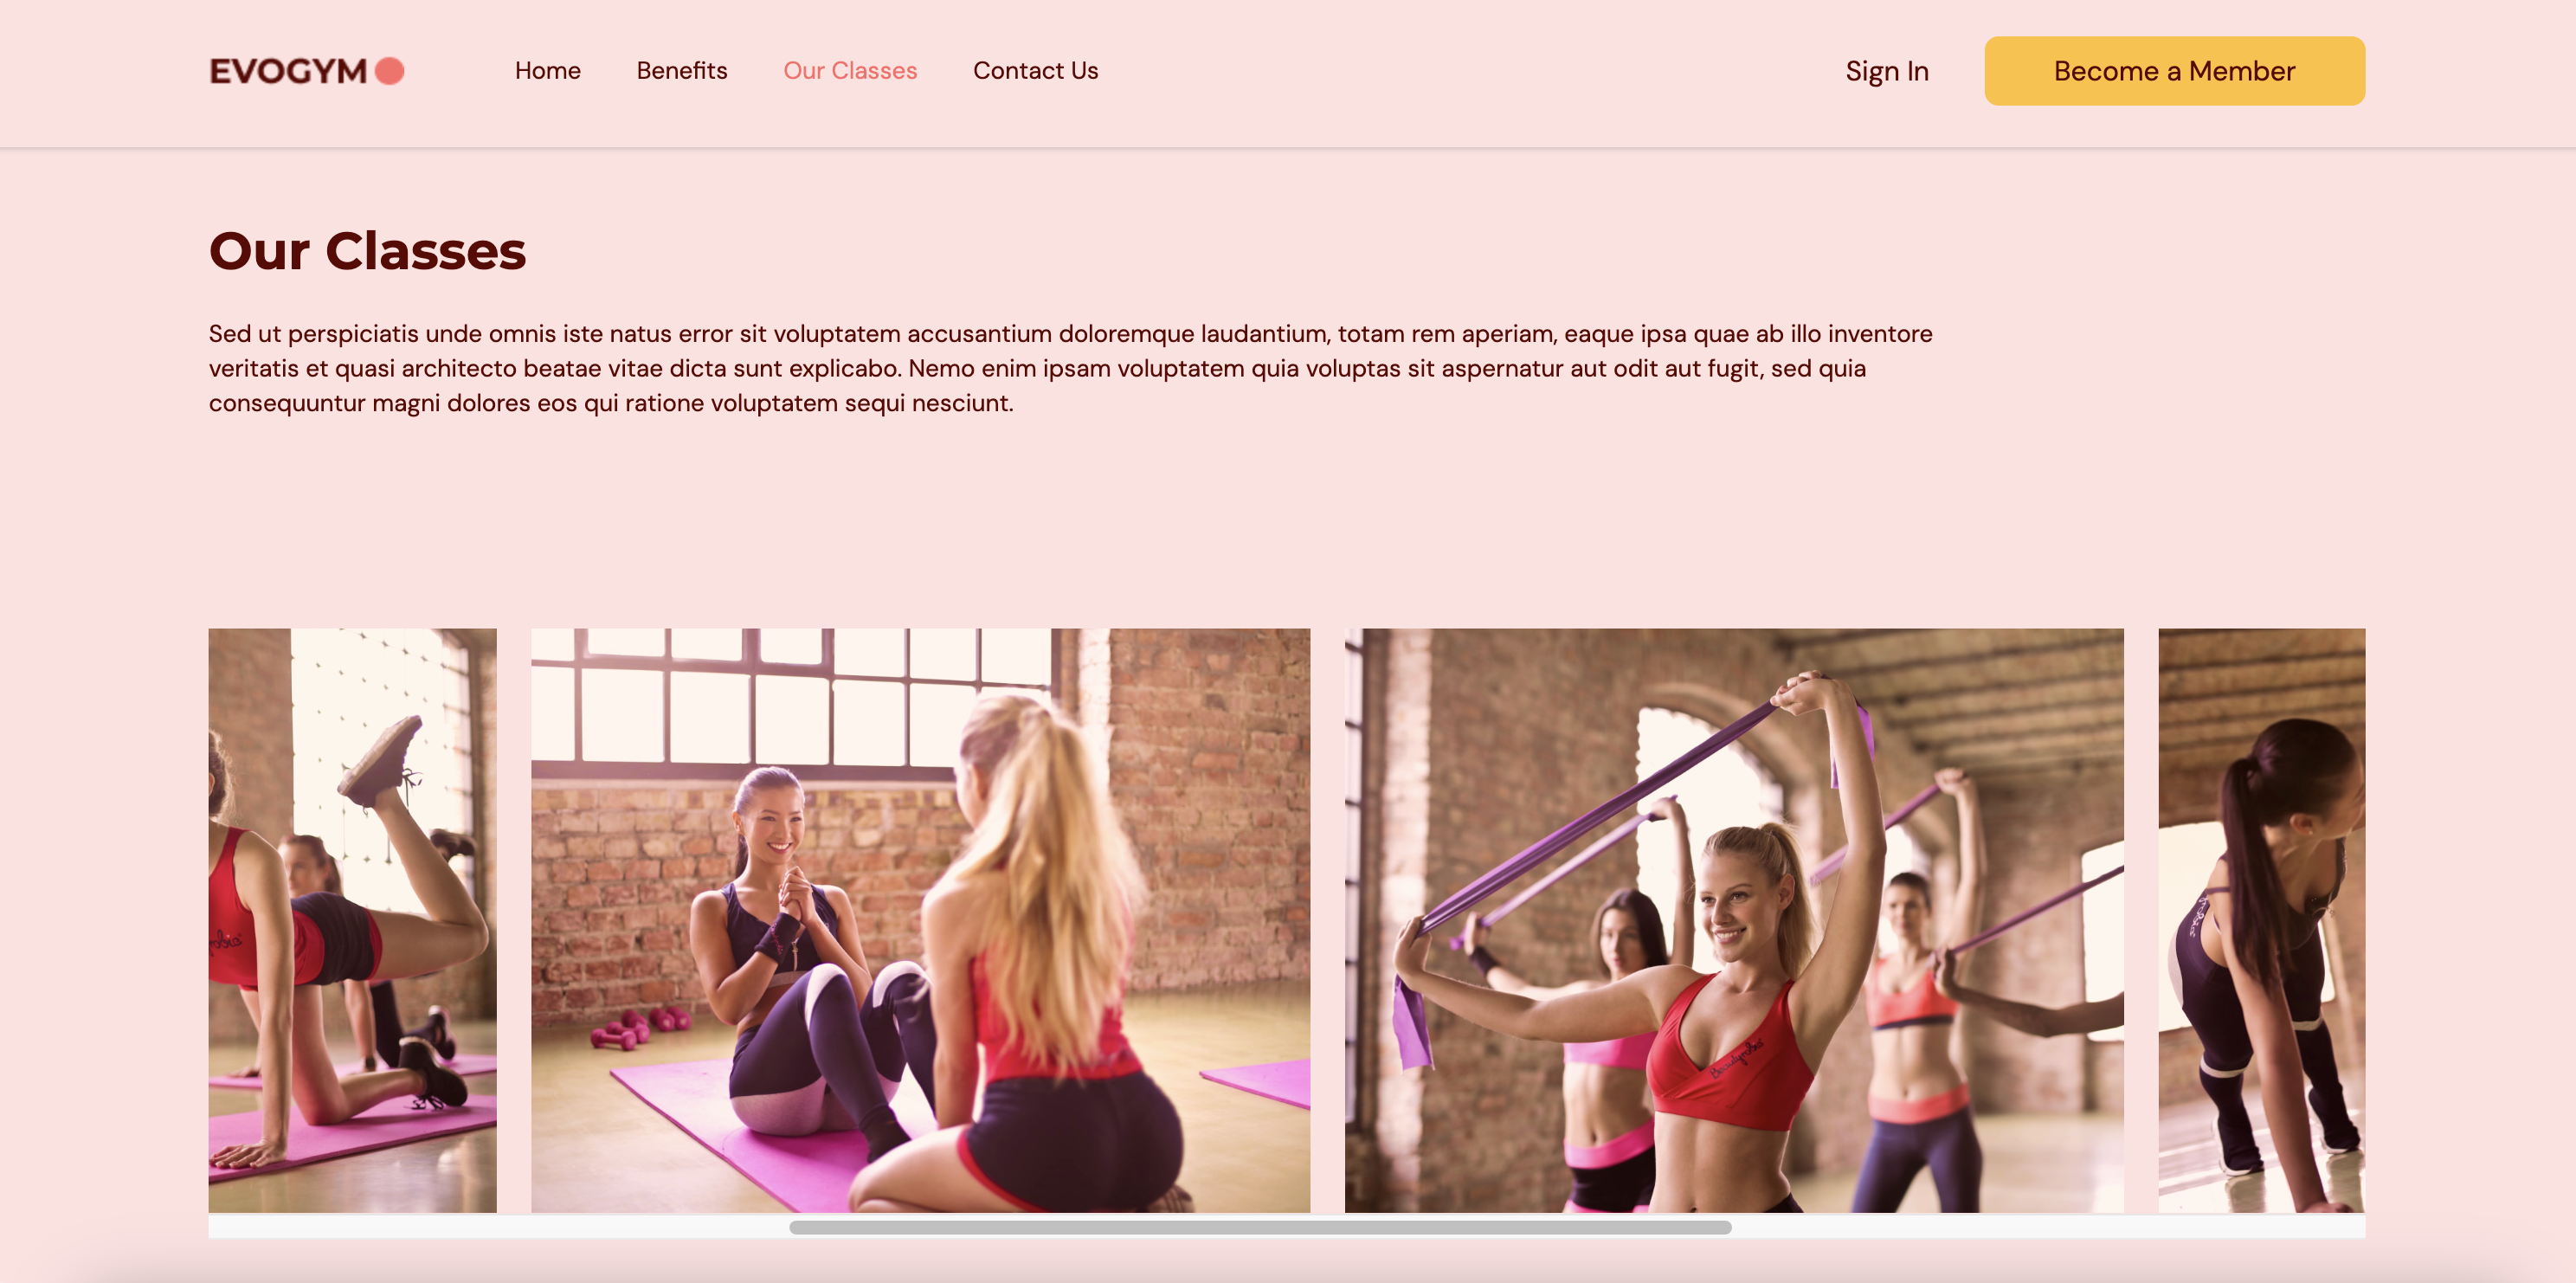 EVOGYM
Home
Benefits
Our Classes
Contact Us
Sign In
Become a Member
Our Classes
Sed ut perspiciatis unde omnis iste natus error sit voluptatem accusantium doloremque laudantium, totam rem aperiam, eaque ipsa quae ab illo inventore
veritatis et quasi architecto beatae vitae dicta sunt explicabo. Nemo enim ipsam voluptatem quia voluptas sit aspernatur aut odit aut fugit, sed quia
consequuntur magni dolores eos qui ratione voluptatem sequi nesciunt.